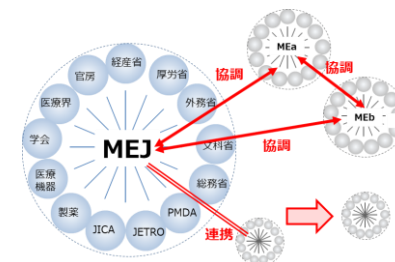 経産省
官房
厚労省
医療界
外務省
学会
MEJ
文科省
医療
機器
総務省
製薬
PMDA
JICA
JETRO
MEa
MEb
協調
協調
協調
連携